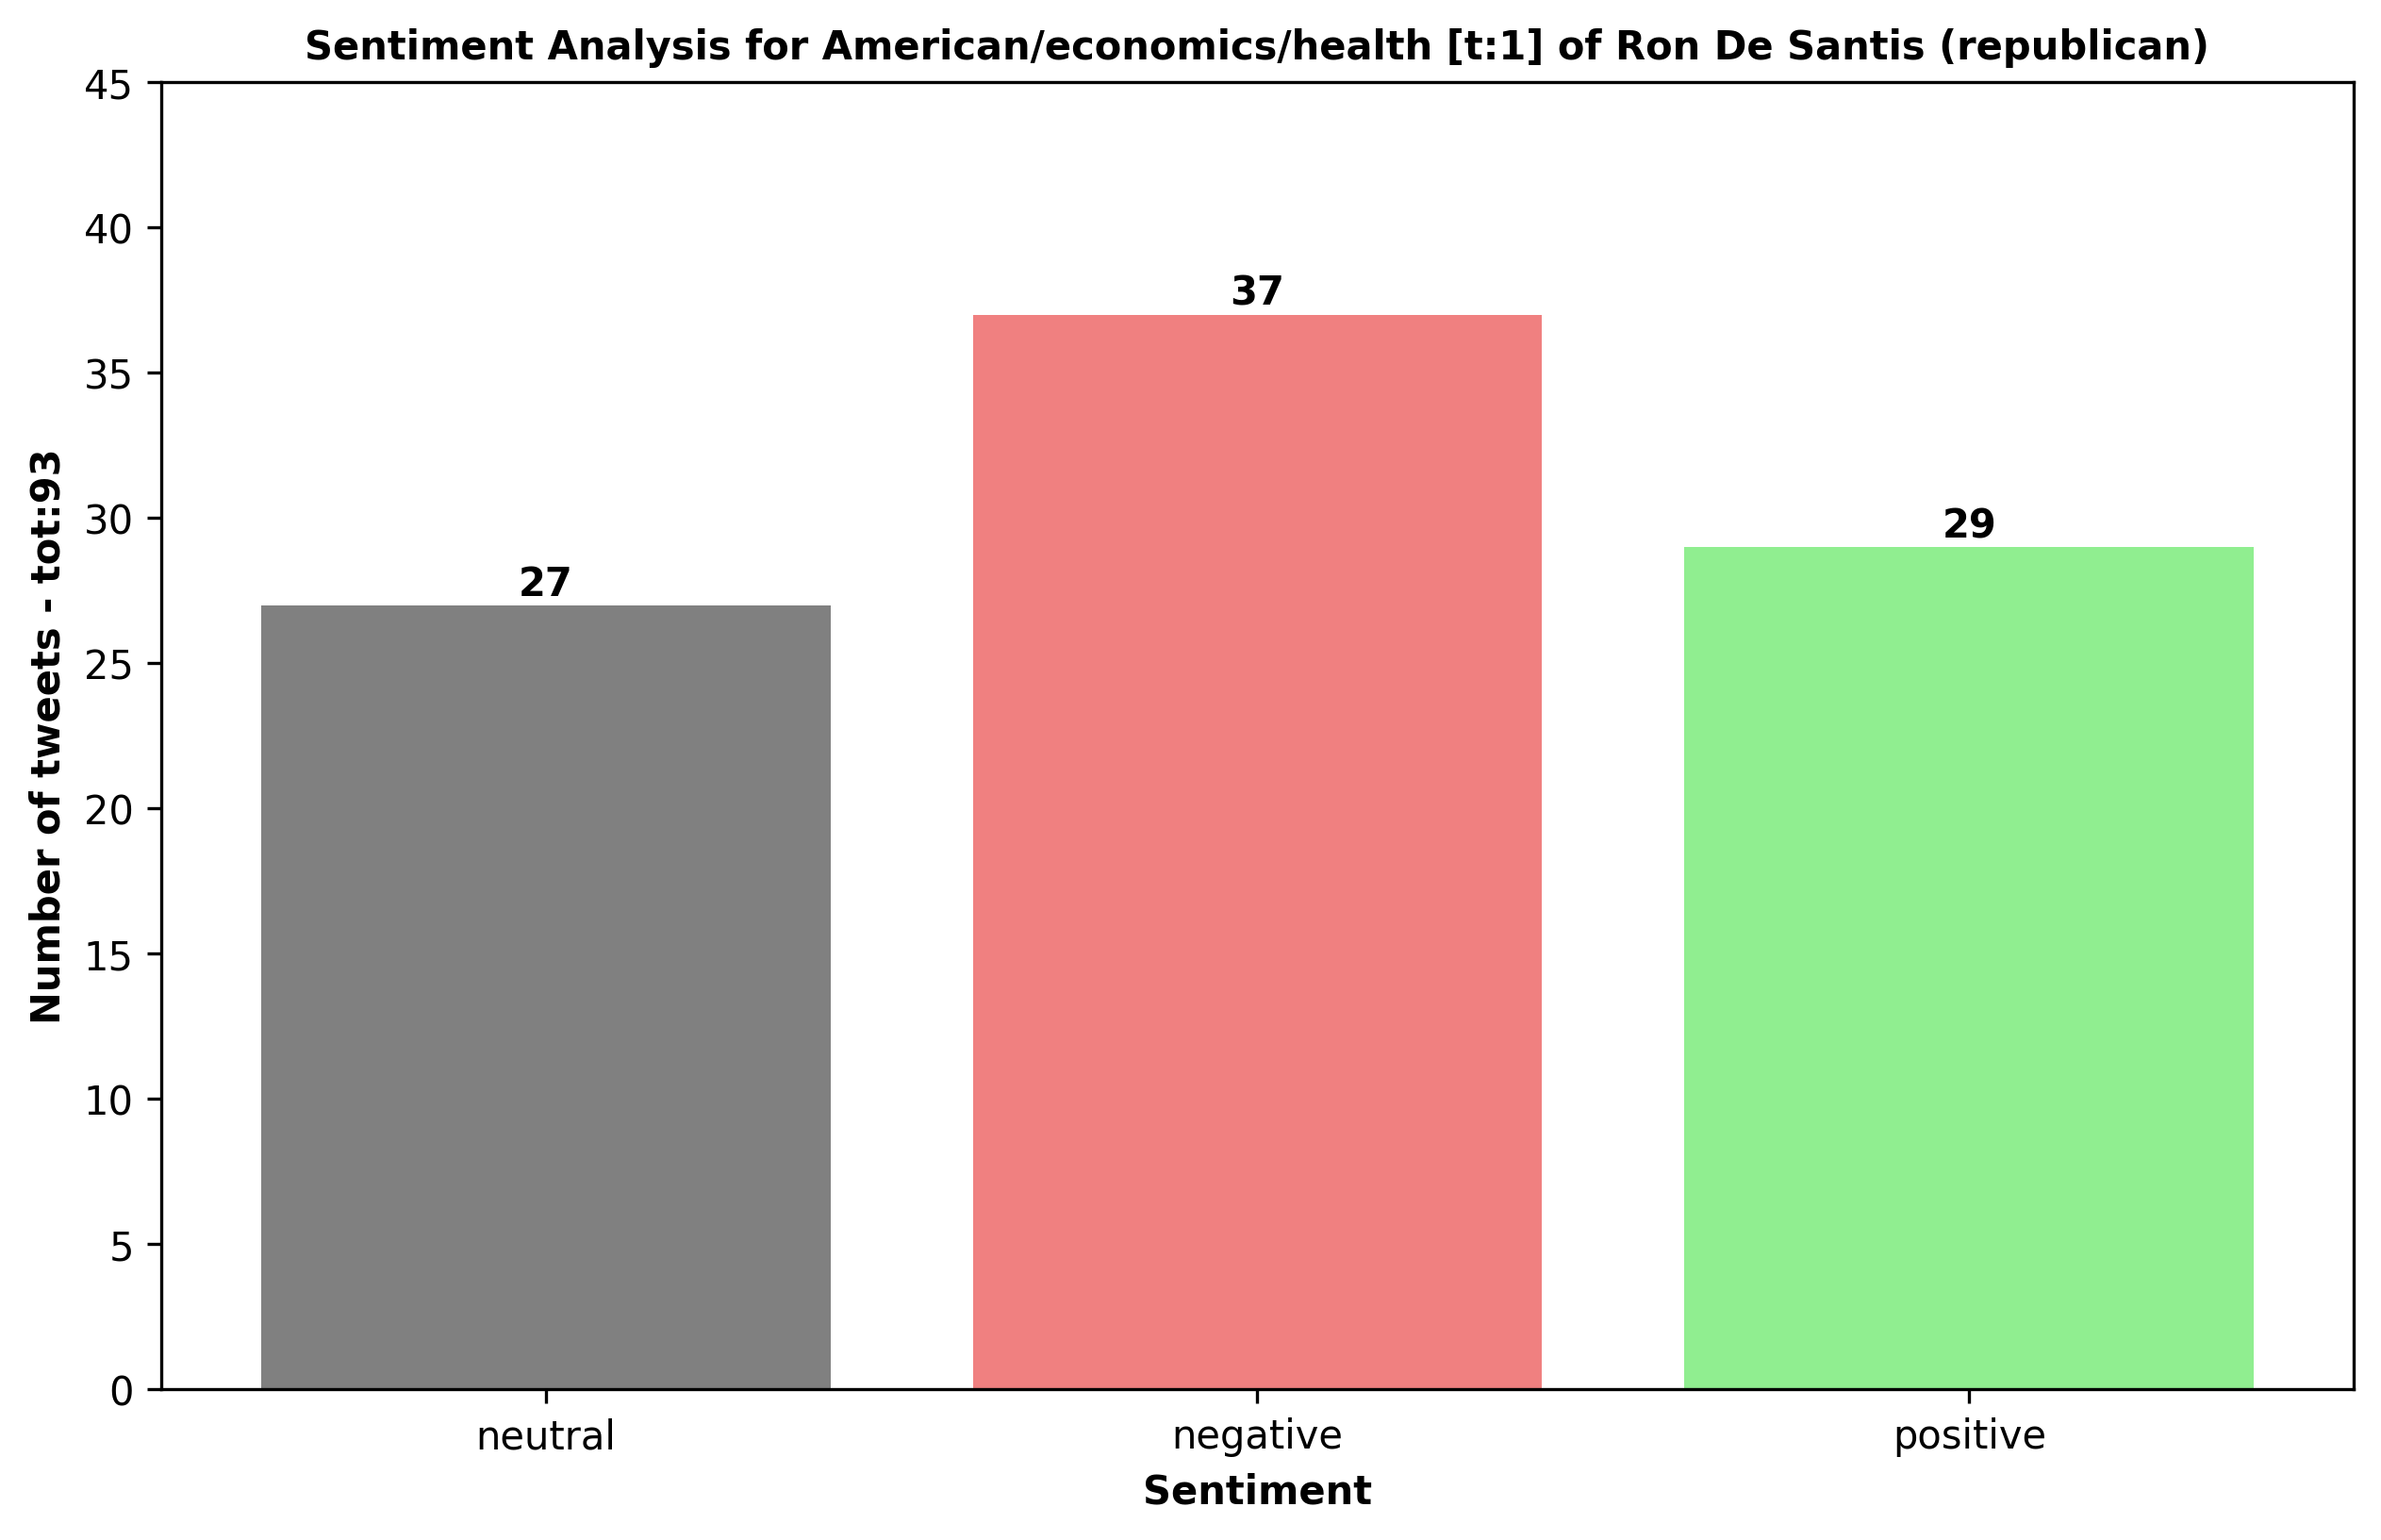 Sentiment Analysis for American/economics/health [t:1] of Ron De Santis (republican)
45
40
35
30
25
20
15
10
5
0
Number of tweets - tot:93
27
37
29
neutral
negative
positive
Sentiment